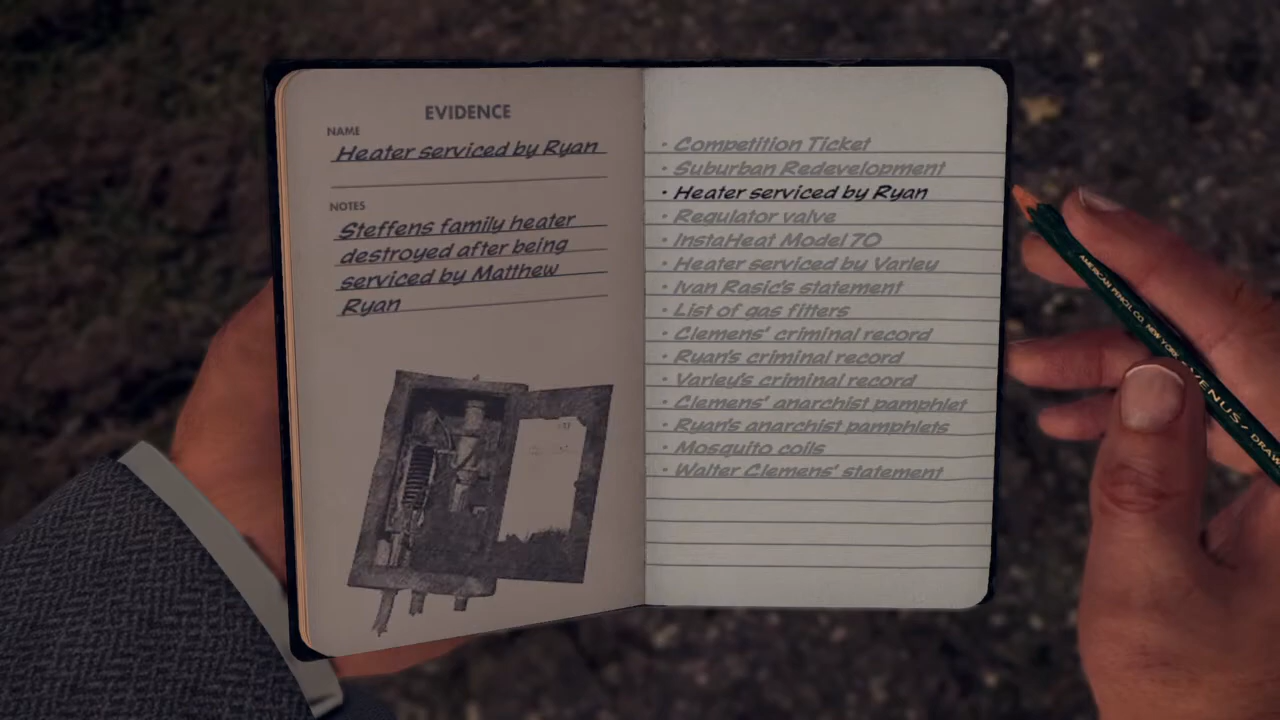 EVIDENCE
NAME
Heater serviced by Ryan
NOTES
Steffens family heater
destroyed after being
serviced by Matthew
Ryan
• Competition Ticket
• Suburban Redevelopment
• Heater serviced by Ryan
• Regulator valve
• InstaHeat Model 70
• Heater serviced by Varley
• Ivan Rasic's statement
• List of gas fitters
• Clemens' criminal record
• Ryan's criminal record
• Varley's criminal record
• Clemens' anarchist pamphlet
• Ryan's anarchist pamphlets
• Mosquito coils
• Walter Clemens' statement
AMERICAN PENCIL CO. NEW YORK
VENUS
DRAW